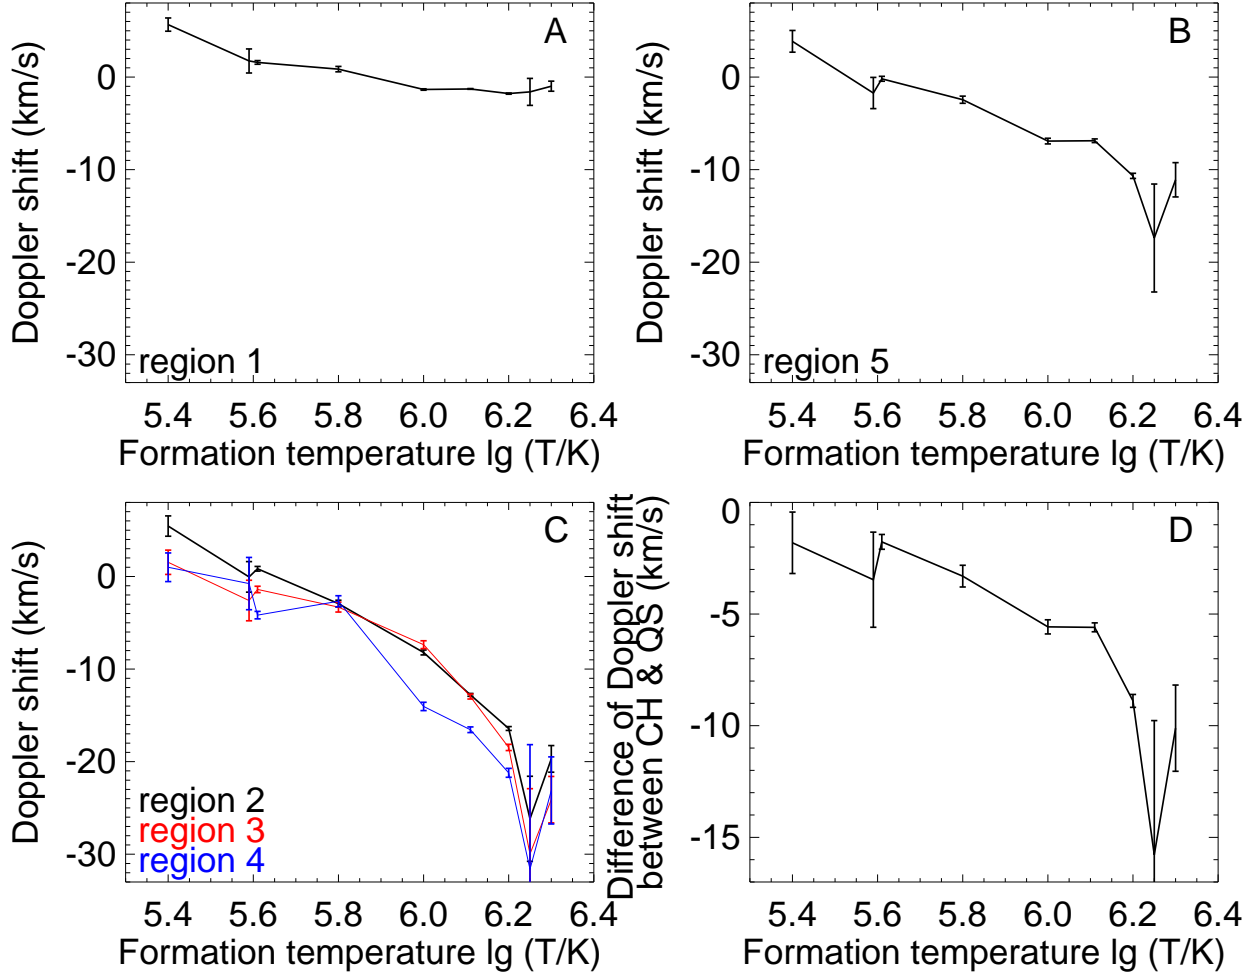 A
0
-10
-20
-30
Doppler shift (km/s)
region 1
5.4 5.6 5.8 6.0 6.2 6.4
Formation temperature lg (T/K)
B
0
-10
-20
-30
Doppler shift (km/s)
region 5
5.4 5.6 5.8 6.0 6.2 6.4
Formation temperature lg (T/K)
C
0
-10
-20
-30
Doppler shift (km/s)
region 2
region 3
region 4
5.4 5.6 5.8 6.0 6.2 6.4
Formation temperature lg (T/K)
D
0
-5
-10
-15
Difference of Doppler shift
between CH & QS (km/s)
5.4 5.6 5.8 6.0 6.2 6.4
Formation temperature lg (T/K)